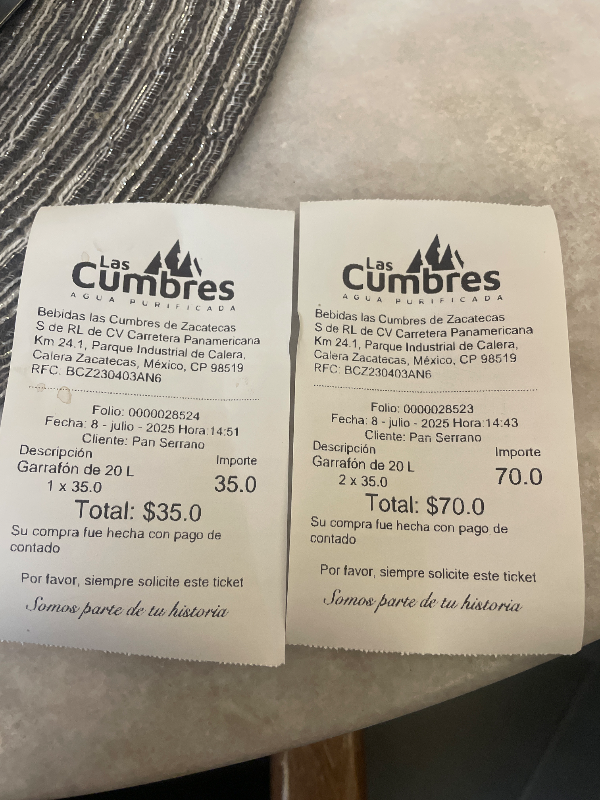 Las
Cumbres
AGUA PURIFICADA
Bebidas las Cumbres de Zacatecas
S de RL de CV Carretera Panamericana
Km 24.1, Parque Industrial de Calera,
Calera Zacatecas, México, CP 98519
RFC: BCZ230403AN6
Folio: 0000028524
Fecha: 8 - julio - 2025 Hora:14:51
Cliente: Pan Serrano
Descripción Importe
Garrafón de 20 L
1 x 35.0 35.0
Total: $35.0
Su compra fue hecha con pago de
contado
Por favor, siempre solicite este ticket
Somos parte de tu historia
Las
Cumbres
AGUA PURIFICADA
Bebidas las Cumbres de Zacatecas
S de RL de CV Carretera Panamericana
Km 24.1, Parque Industrial de Calera,
Calera Zacatecas, México, CP 98519
RFC: BCZ230403AN6
Folio: 0000028523
Fecha: 8 - julio - 2025 Hora:14:43
Cliente: Pan Serrano
Descripción Importe
Garrafón de 20 L
2 x 35.0 70.0
Total: $70.0
Su compra fue hecha con pago de
contado
Por favor, siempre solicite este ticket
Somos parte de tu historia